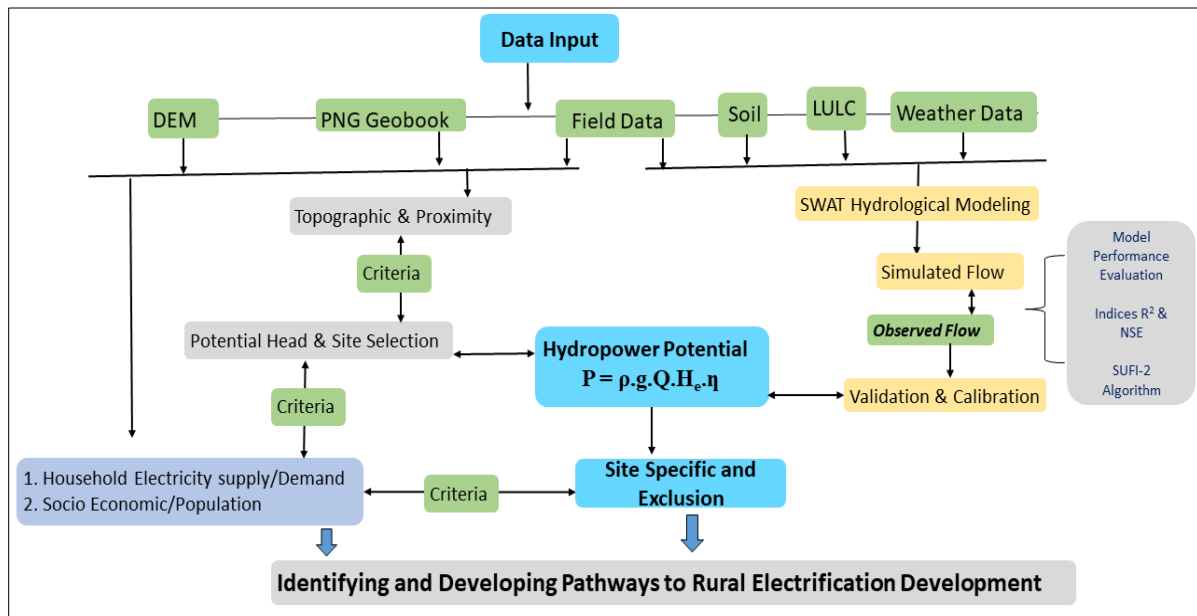 Data Input
DEM
PNG Geobook
Field Data
Soil
LULC
Weather Data
Topographic & Proximity
SWAT Hydrological Modeling
Criteria
Simulated Flow
Model
Performance
Evaluation
Indices R² &
NSE
SUFI-2
Algorithm
Observed Flow
Potential Head & Site Selection
Hydropower Potential
P = ρ.g.Q.Hₑ.η
Validation & Calibration
Criteria
1. Household Electricity supply/Demand
2. Socio Economic/Population
Criteria
Site Specific and
Exclusion
Identifying and Developing Pathways to Rural Electrification Development